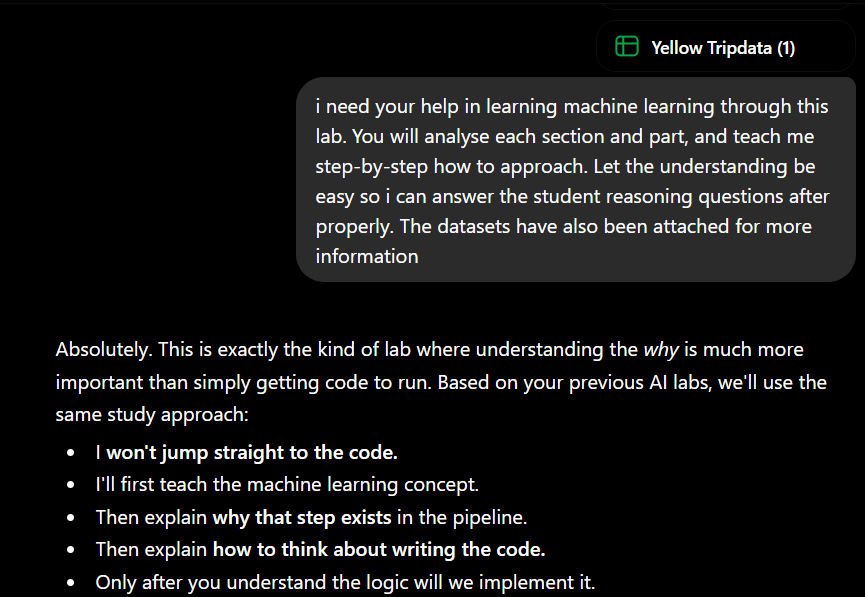 Yellow Tripdata (1)
i need your help in learning machine learning through this
lab. You will analyse each section and part, and teach me
step-by-step how to approach. Let the understanding be
easy so i can answer the student reasoning questions after
properly. The datasets have also been attached for more
information
Absolutely. This is exactly the kind of lab where understanding the why is much more
important than simply getting code to run. Based on your previous AI labs, we'll use the
same study approach:
• I won't jump straight to the code.
• I'll first teach the machine learning concept.
• Then explain why that step exists in the pipeline.
• Then explain how to think about writing the code.
• Only after you understand the logic will we implement it.